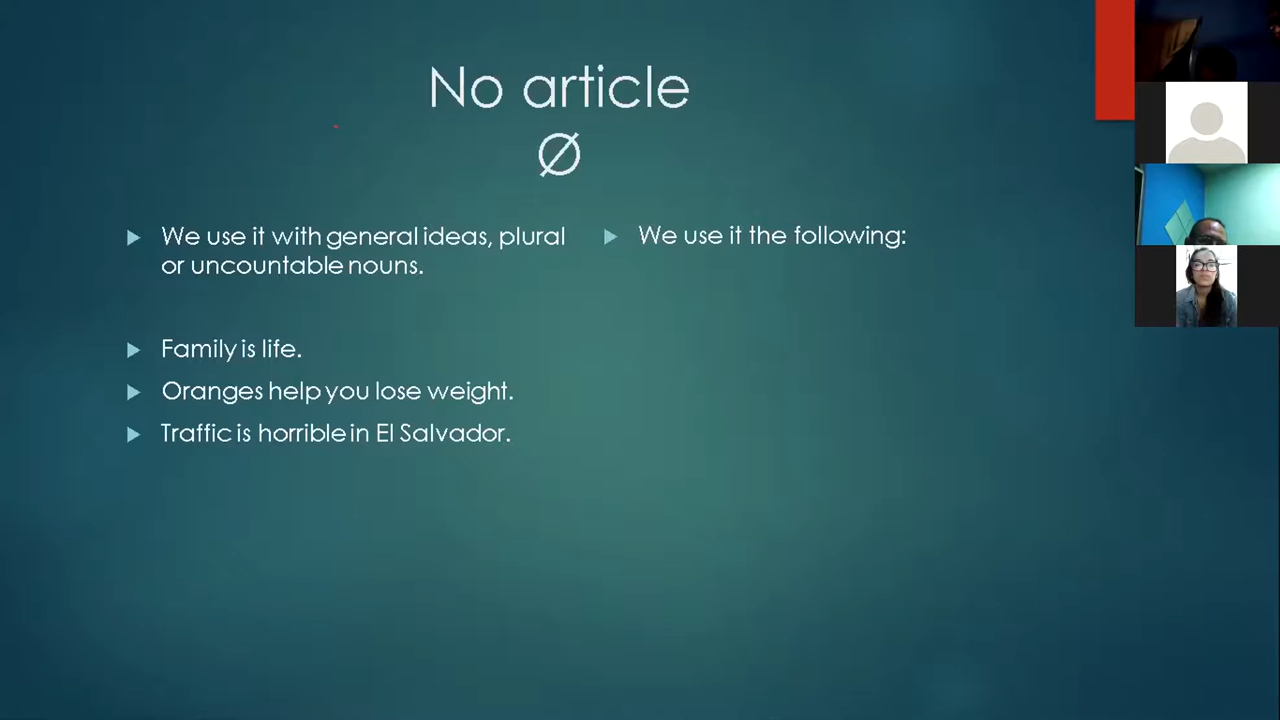 No article
Ø
We use it with general ideas, plural
or uncountable nouns.
Family is life.
Oranges help you lose weight.
Traffic is horrible in El Salvador.
We use it the following: